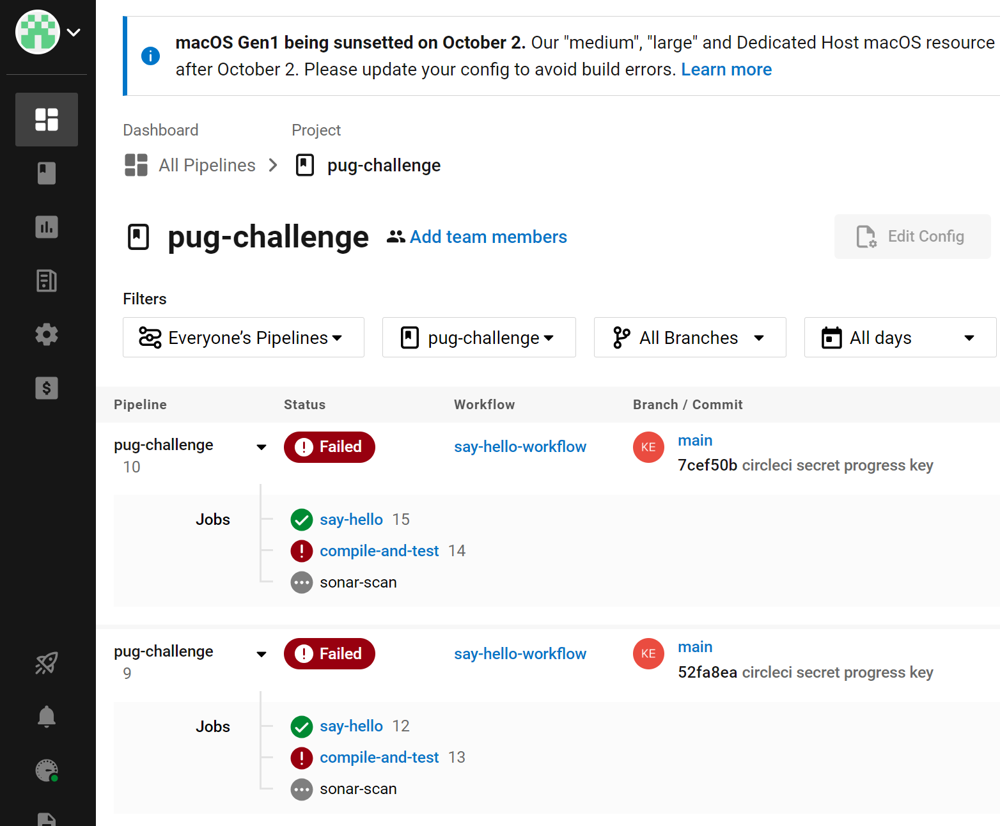 macOS Gen1 being sunsetted on October 2. Our "medium", "large" and Dedicated Host macOS resource
after October 2. Please update your config to avoid build errors. Learn more
Dashboard Project
All Pipelines pug-challenge
pug-challenge Add team members Edit Config
Filters
Everyone’s Pipelines pug-challenge All Branches All days
Pipeline Status Workflow Branch / Commit
pug-challenge Failed say-hello-workflow KE main
10 7cef50b circleci secret progress key
Jobs say-hello 15
compile-and-test 14
sonar-scan
pug-challenge Failed say-hello-workflow KE main
9 52fa8ea circleci secret progress key
Jobs say-hello 12
compile-and-test 13
sonar-scan